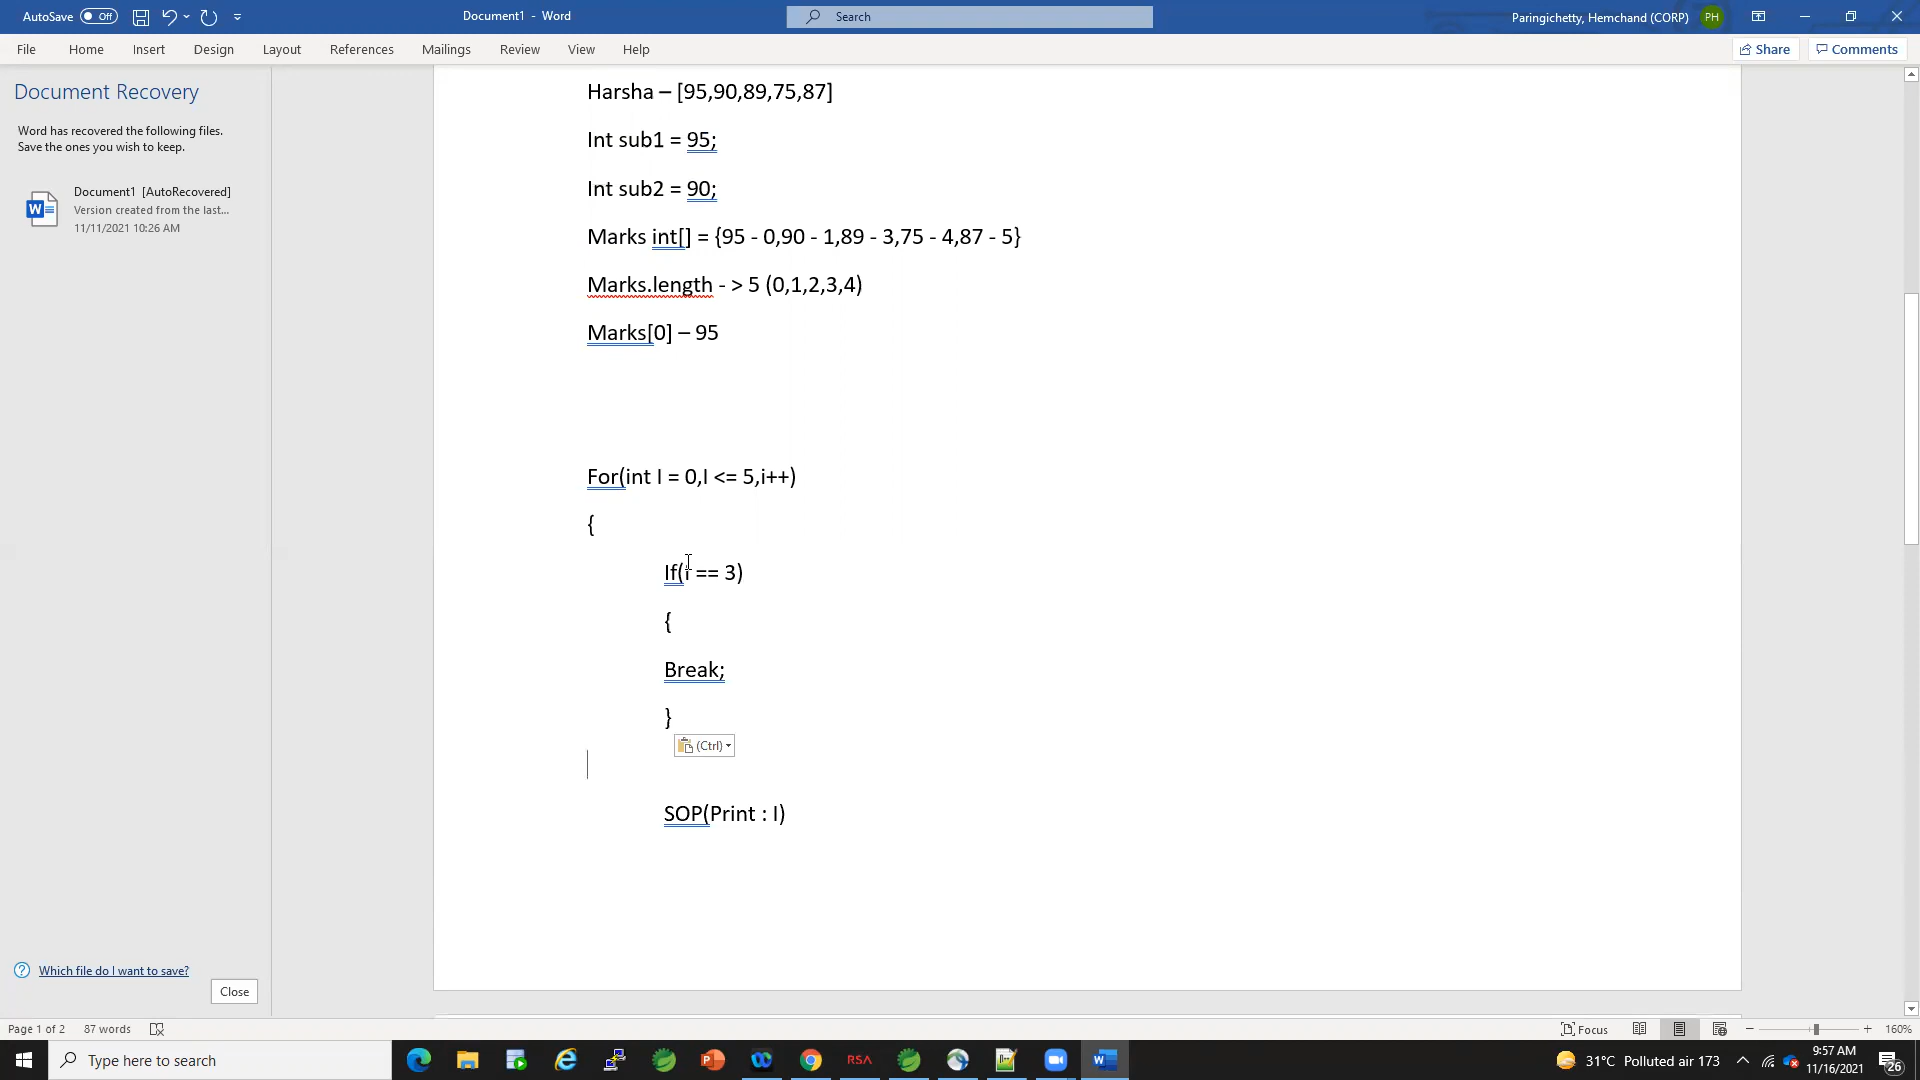 AutoSave Off
Document1 - Word
Search
Paringichetty, Hemchand (CORP) PH
File Home Insert Design Layout References Mailings Review View Help
Share Comments
Document Recovery
Word has recovered the following files.
Save the ones you wish to keep.
Document1 [AutoRecovered]
Version created from the last...
11/11/2021 10:26 AM
Harsha – [95,90,89,75,87]
Int sub1 = 95;
Int sub2 = 90;
Marks int[] = {95 - 0,90 - 1,89 - 3,75 - 4,87 - 5}
Marks.length - > 5 (0,1,2,3,4)
Marks[0] – 95
For(int I = 0,I <= 5,i++)
{
If(i == 3)
{
Break;
}
(Ctrl)
SOP(Print : I)
Which file do I want to save?
Close
Page 1 of 2 87 words
Focus
160%
Type here to search
RSA
31°C Polluted air 173
9:57 AM
11/16/2021
26